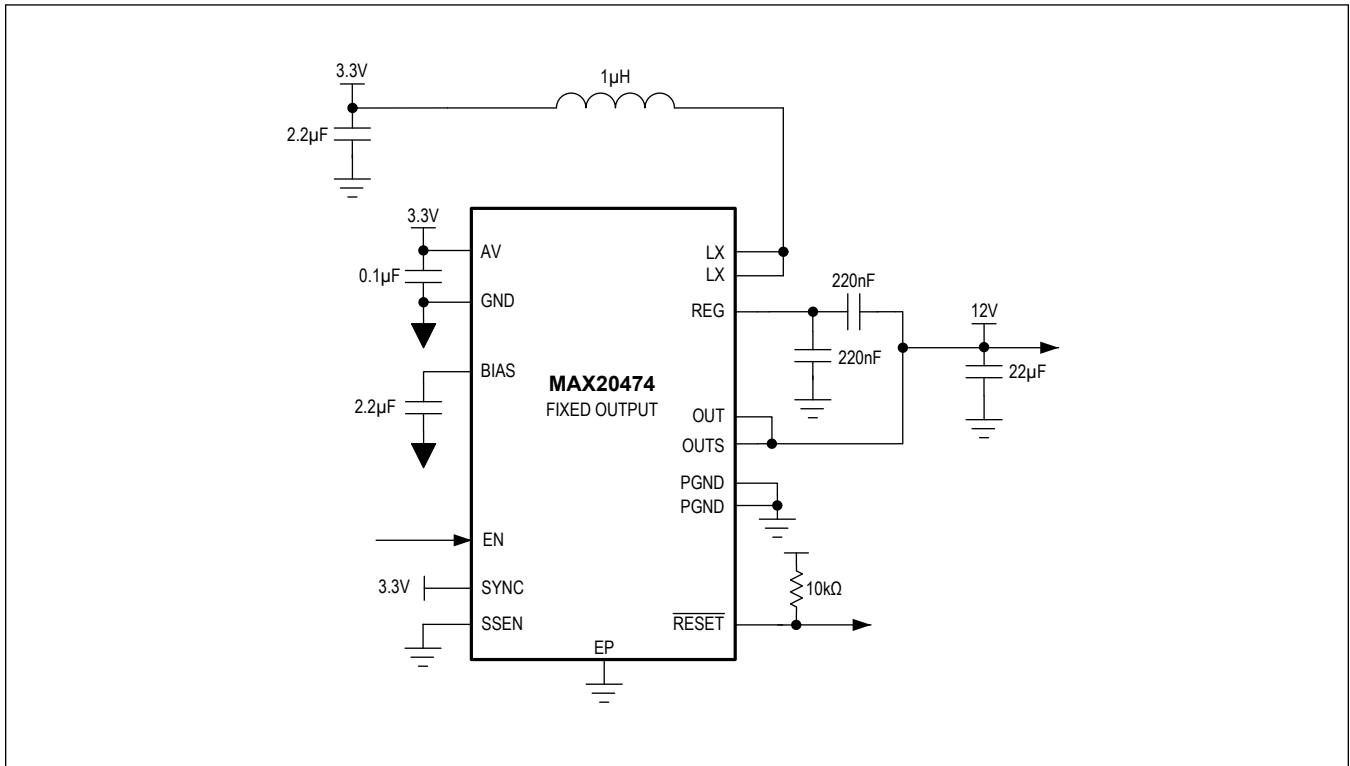 3.3V
1µH
2.2µF
3.3V
AV
LX
0.1µF
LX
220nF
GND
REG
12V
220nF
BIAS
22µF
MAX20474
FIXED OUTPUT
2.2µF
OUT
OUTS
PGND
PGND
EN
3.3V
SYNC
10kΩ
SSEN
RESET
EP